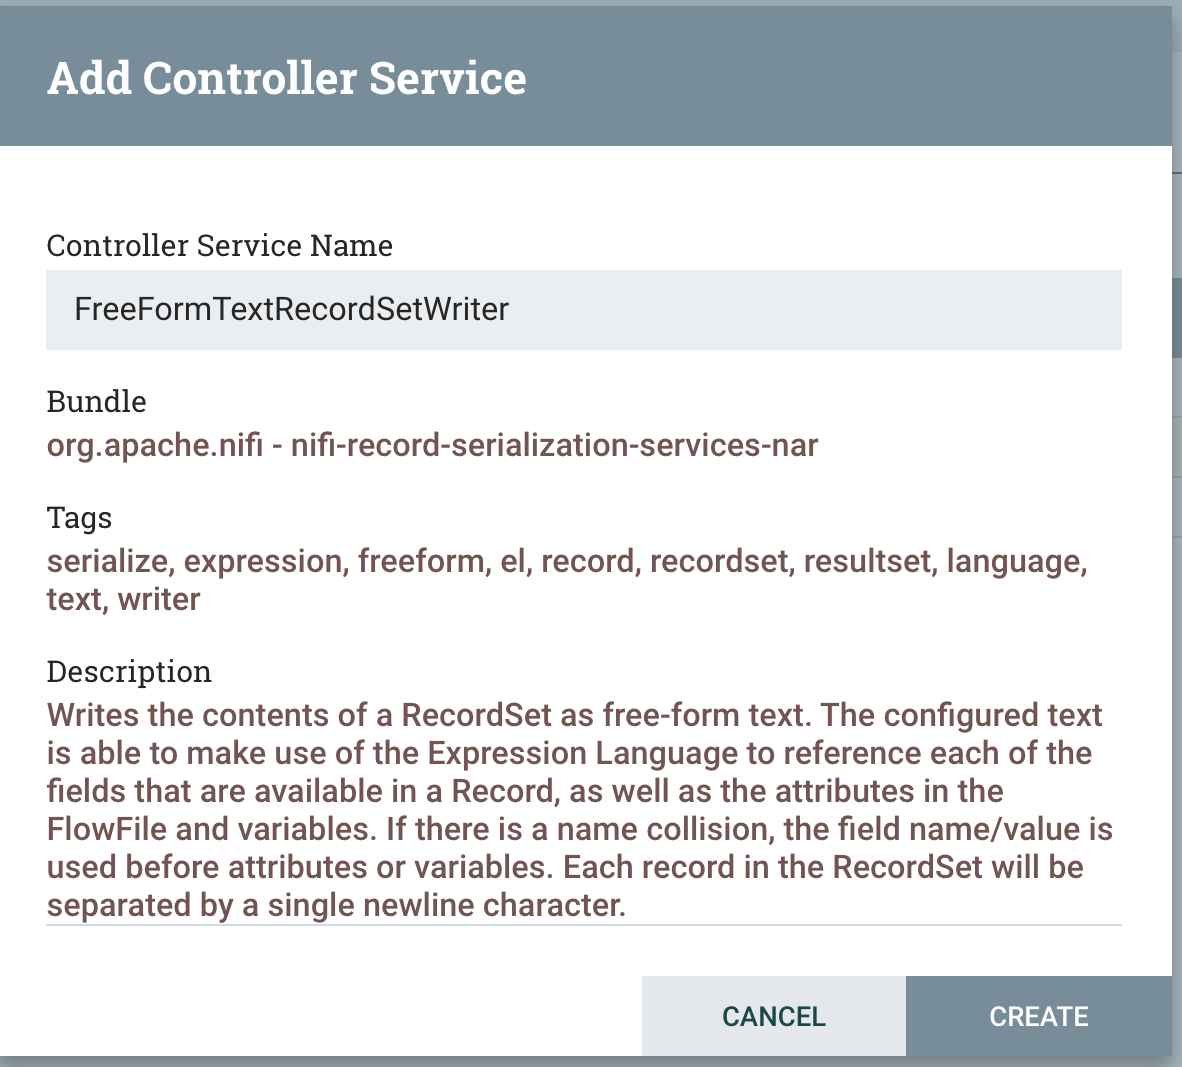 Add Controller Service
Controller Service Name
FreeFormTextRecordSetWriter
Bundle
org.apache.nifi - nifi-record-serialization-services-nar
Tags
serialize, expression, freeform, el, record, recordset, resultset, language,
text, writer
Description
Writes the contents of a RecordSet as free-form text. The configured text
is able to make use of the Expression Language to reference each of the
fields that are available in a Record, as well as the attributes in the
FlowFile and variables. If there is a name collision, the field name/value is
used before attributes or variables. Each record in the RecordSet will be
separated by a single newline character.
CANCEL
CREATE